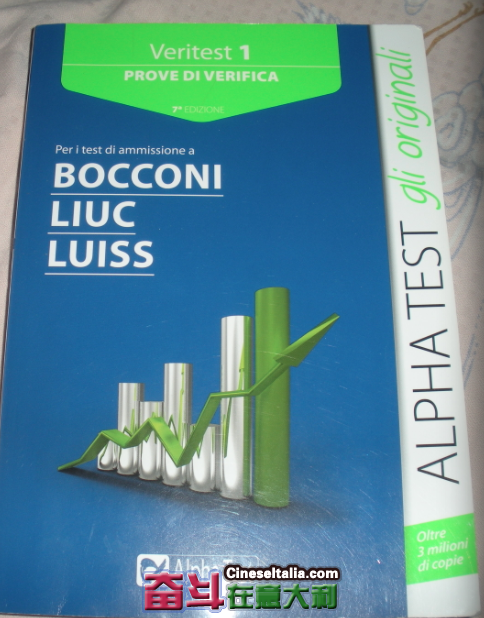 Veritest 1
PROVE DI VERIFICA
7ª EDIZIONE
Per i test di ammissione a
BOCCONI
LIUC
LUISS
ALPHA TEST gli originali
Oltre
3 milioni
di copie
AlphaTest
CineseItalia.com
奋斗在意大利